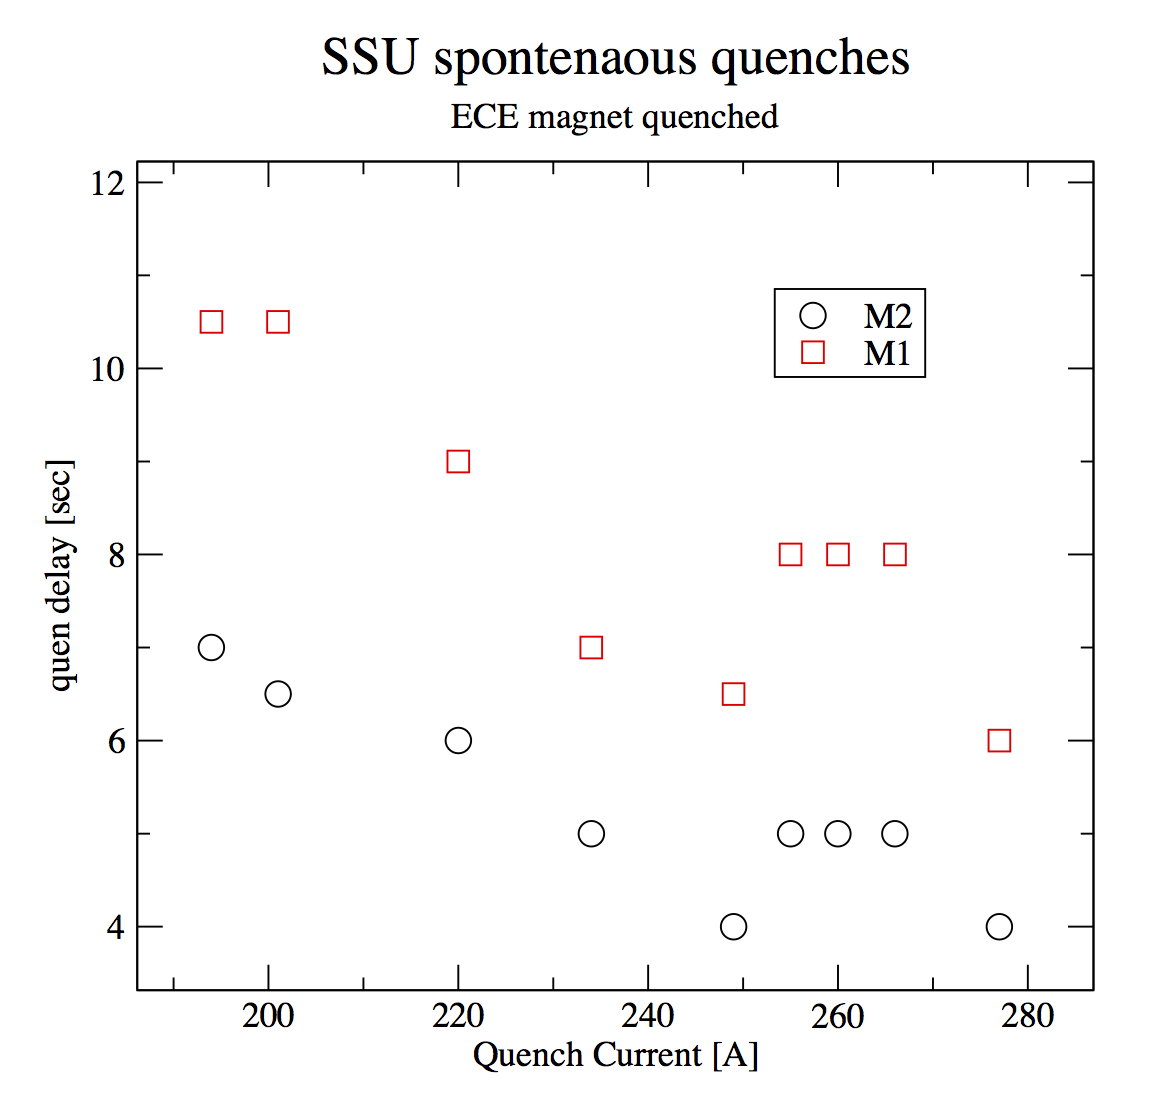 SSU spontenaous quenches
ECE magnet quenched
12
10
8
6
4
quen delay [sec]
M2
M1
200 220 240 260 280
Quench Current [A]